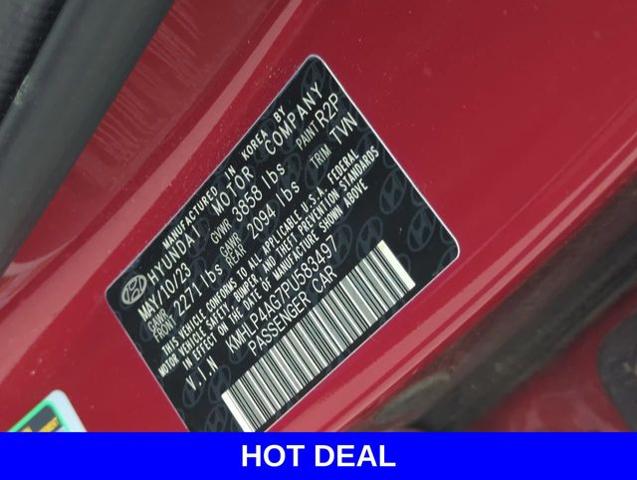 MANUFACTURED IN KOREA BY
HYUNDAI MOTOR COMPANY
MAY/10/23 GVWR 3858 lbs PAINT R2P
GAWR FRONT 2271 lbs GAWR REAR 2094 lbs TRIM TVN
THIS VEHICLE CONFORMS TO ALL APPLICABLE U.S.A. FEDERAL
MOTOR VEHICLE SAFETY, BUMPER AND THEFT PREVENTION STANDARDS
IN EFFECT ON THE DATE OF MANUFACTURE SHOWN ABOVE
V.I.N KMHLP4AG7PU583497
PASSENGER CAR
HOT DEAL